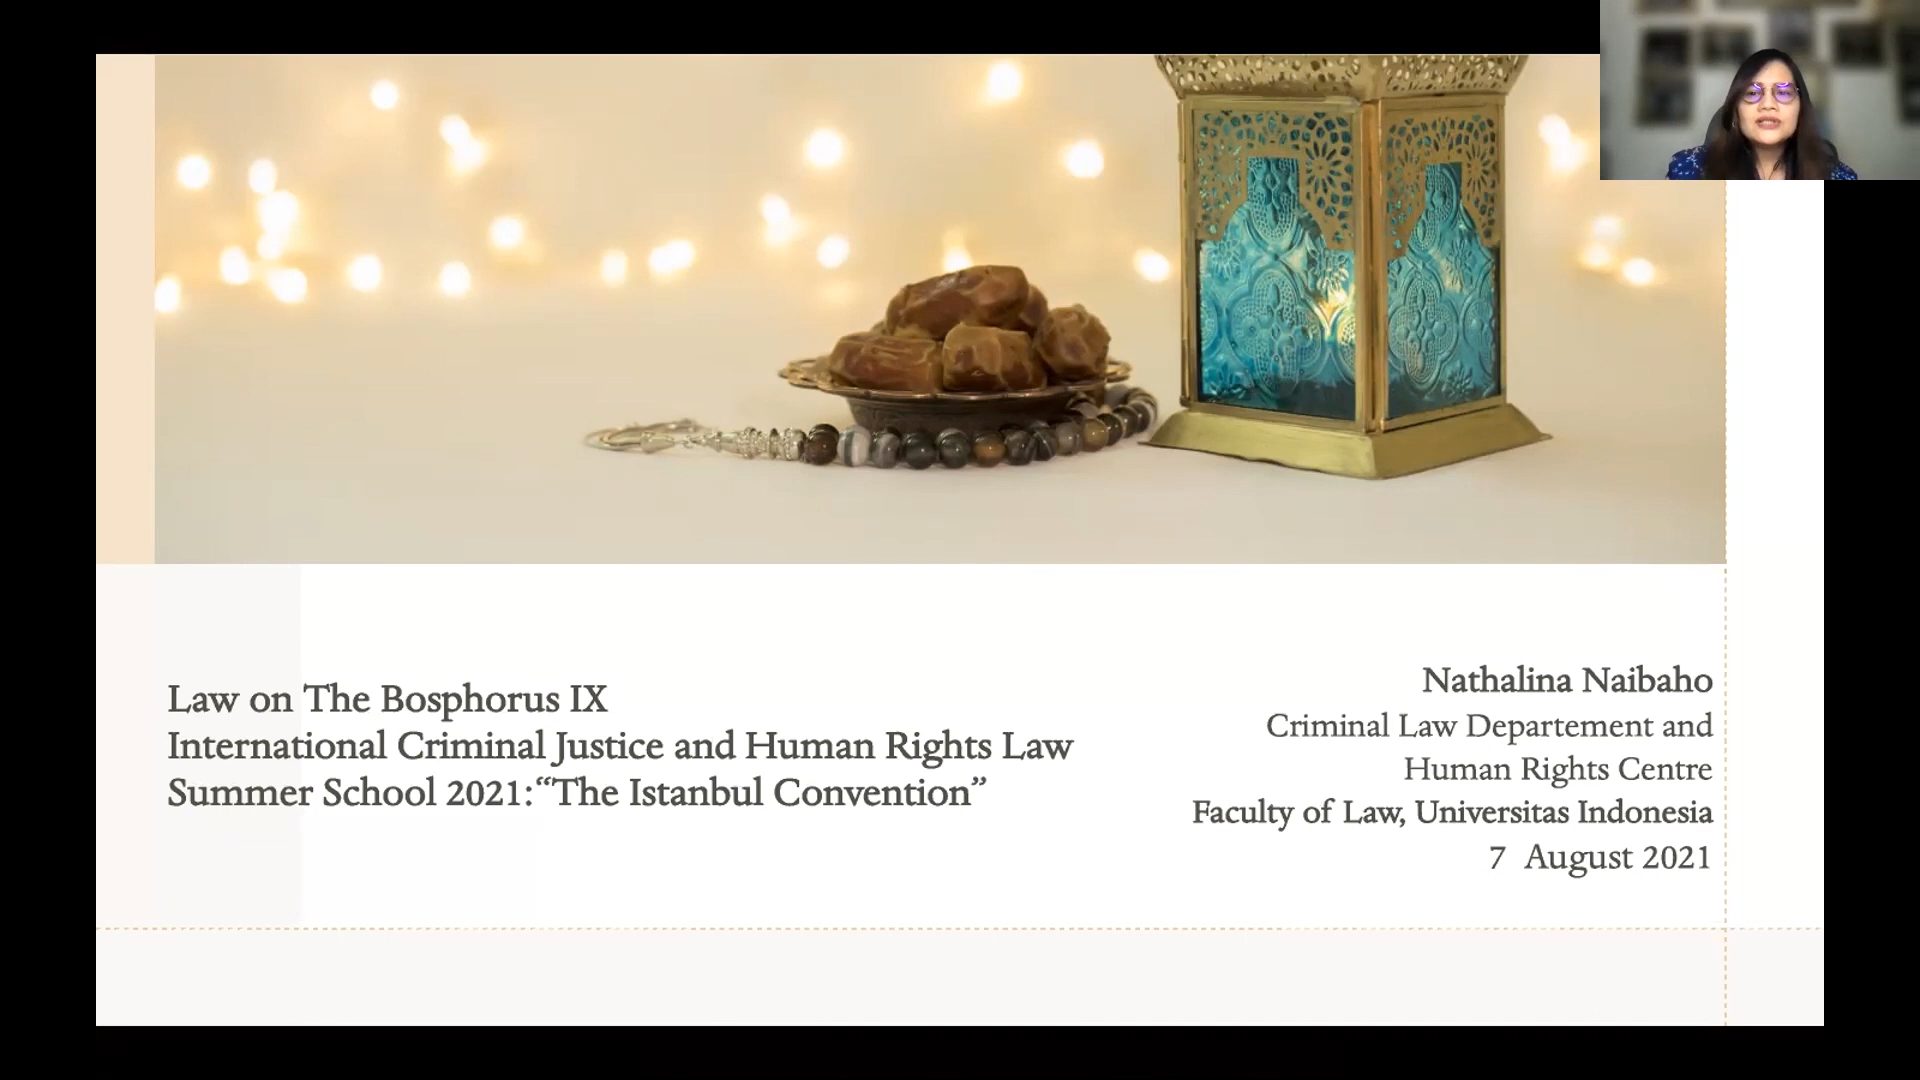 Law on The Bosphorus IX
International Criminal Justice and Human Rights Law
Summer School 2021:“The Istanbul Convention”
Nathalina Naibaho
Criminal Law Departement and
Human Rights Centre
Faculty of Law, Universitas Indonesia
7 August 2021